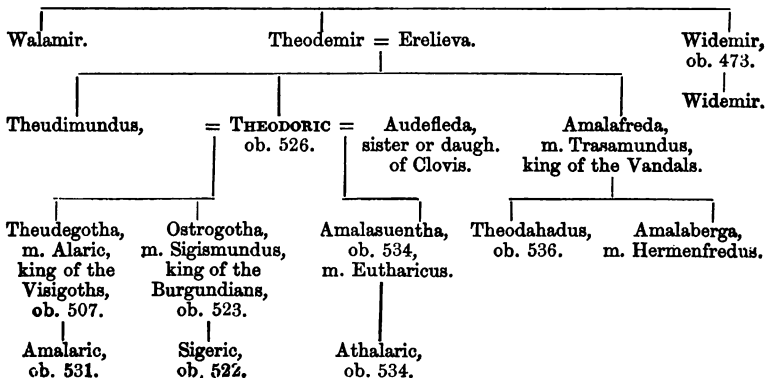 Walamir. Theodemir = Erelieva. Widemir,
ob. 473.
Widemir.
Theudimundus, = THEODORIC = Audefleda, Amalafreda,
ob. 526. sister or daugh. m. Trasamundus,
of Clovis. king of the Vandals.
Theudegotha, Ostrogotha, Amalasuentha, Theodahadus, Amalaberga,
m. Alaric, m. Sigismundus, ob. 534, ob. 536. m. Hermenfredus.
king of the king of the m. Eutharicus.
Visigoths, Burgundians,
ob. 507. ob. 523.
Amalaric, Sigeric, Athalaric,
ob. 531. ob. 522. ob. 534.